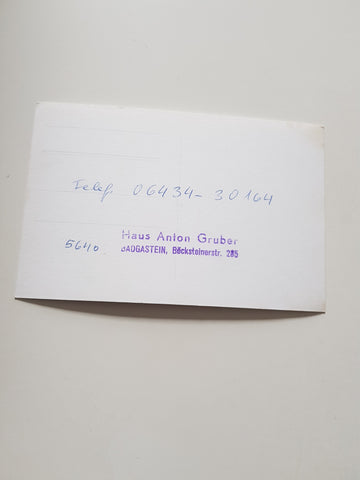 Telef. 06434-30164
Haus Anton Gruber
5640 BADGASTEIN, Böcksteinerstr. 285